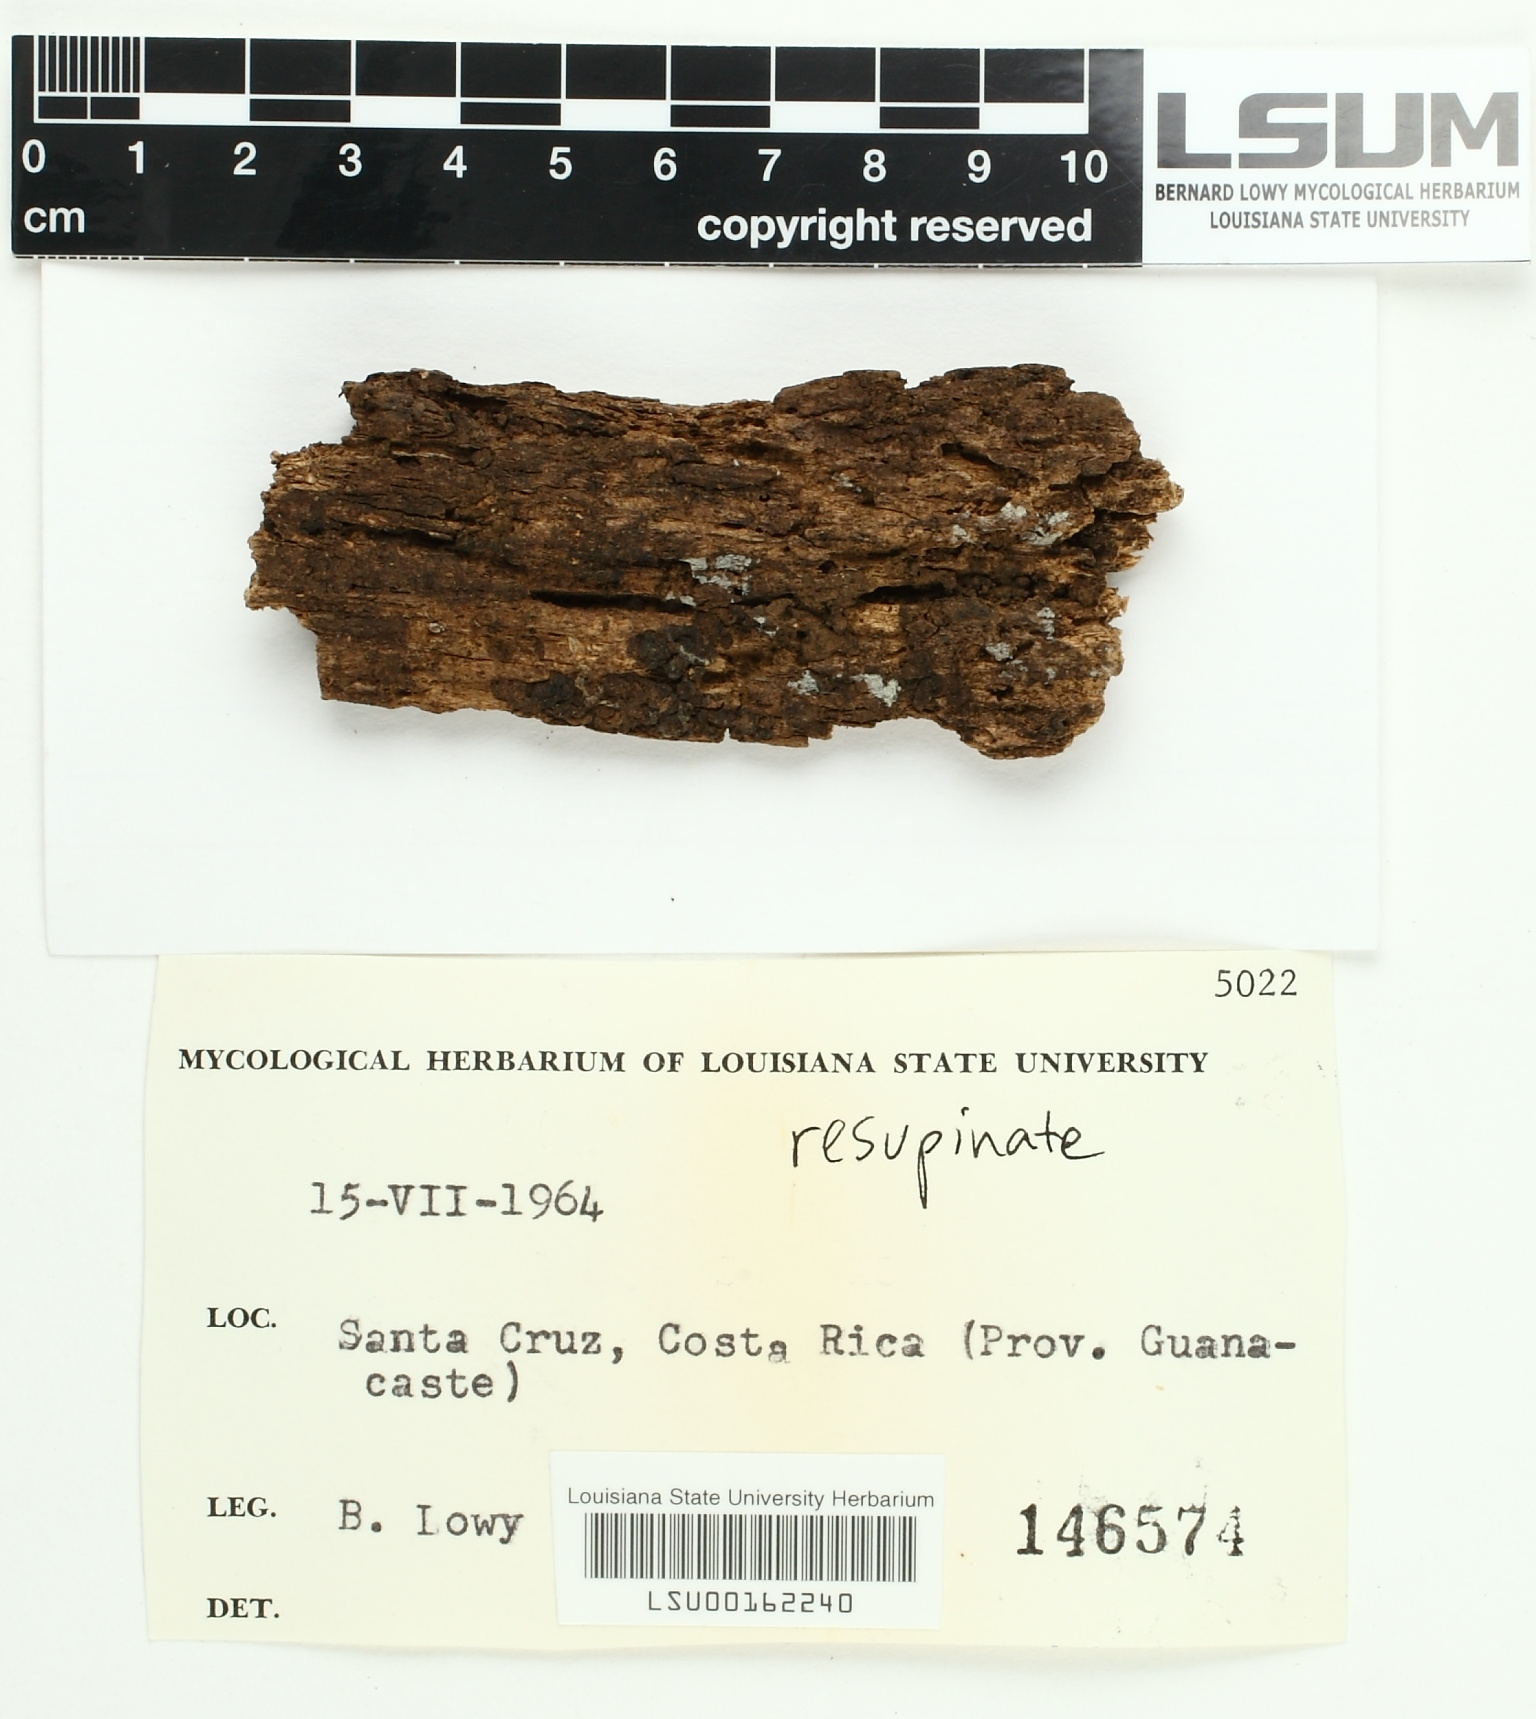 0 1 2 3 4 5 6 7 8 9 10
cm
copyright reserved
LSUM
BERNARD LOWY MYCOLOGICAL HERBARIUM
LOUISIANA STATE UNIVERSITY
5022
MYCOLOGICAL HERBARIUM OF LOUISIANA STATE UNIVERSITY
resupinate
15-VII-1964
LOC. Santa Cruz, Costa Rica (Prov. Guana-
caste)
LEG. B. Lowy
Louisiana State University Herbarium
LSU00162240
146574
DET.